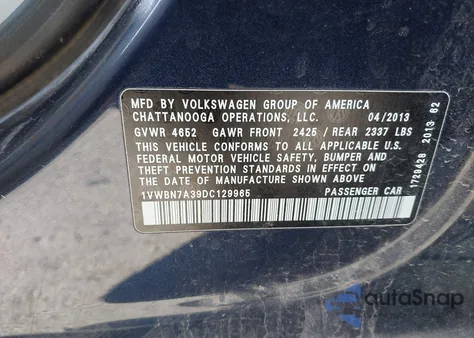 MFD BY VOLKSWAGEN GROUP OF AMERICA
CHATTANOOGA OPERATIONS, LLC. 04/2013
GVWR 4652 GAWR FRONT 2425 / REAR 2337 LBS
THIS VEHICLE CONFORMS TO ALL APPLICABLE U.S.
FEDERAL MOTOR VEHICLE SAFETY, BUMPER AND
THEFT PREVENTION STANDARDS IN EFFECT ON THE
DATE OF MANUFACTURE SHOWN ABOVE
1VWBN7A39DC129965 PASSENGER CAR
1729428 2013 82
autoSnap